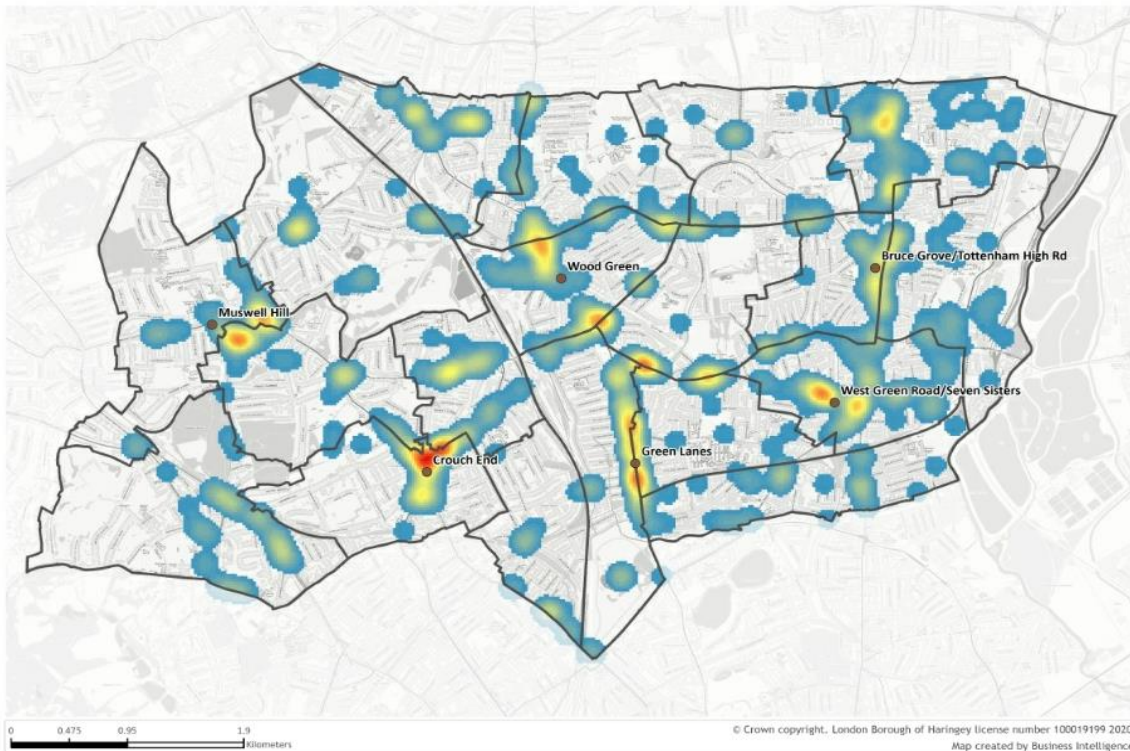 Bruce Grove/Tottenham High Rd
Wood Green
Muswell Hill
West Green Road/Seven Sisters
Green Lanes
Crouch End
0 0.475 0.95 1.9
Kilometers
© Crown copyright. London Borough of Haringey license number 100019199 2020
Map created by Business Intelligence